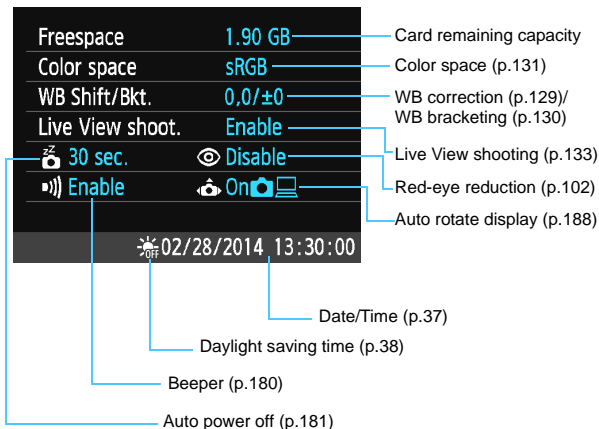 Freespace 1.90 GB Card remaining capacity
Color space sRGB Color space (p.131)
WB Shift/Bkt. 0,0/±0 WB correction (p.129)/
WB bracketing (p.130)
Live View shoot. Enable Live View shooting (p.133)
zZ 30 sec. Disable Red-eye reduction (p.102)
Enable On Auto rotate display (p.188)
OFF 02/28/2014 13:30:00
Date/Time (p.37)
Daylight saving time (p.38)
Beeper (p.180)
Auto power off (p.181)